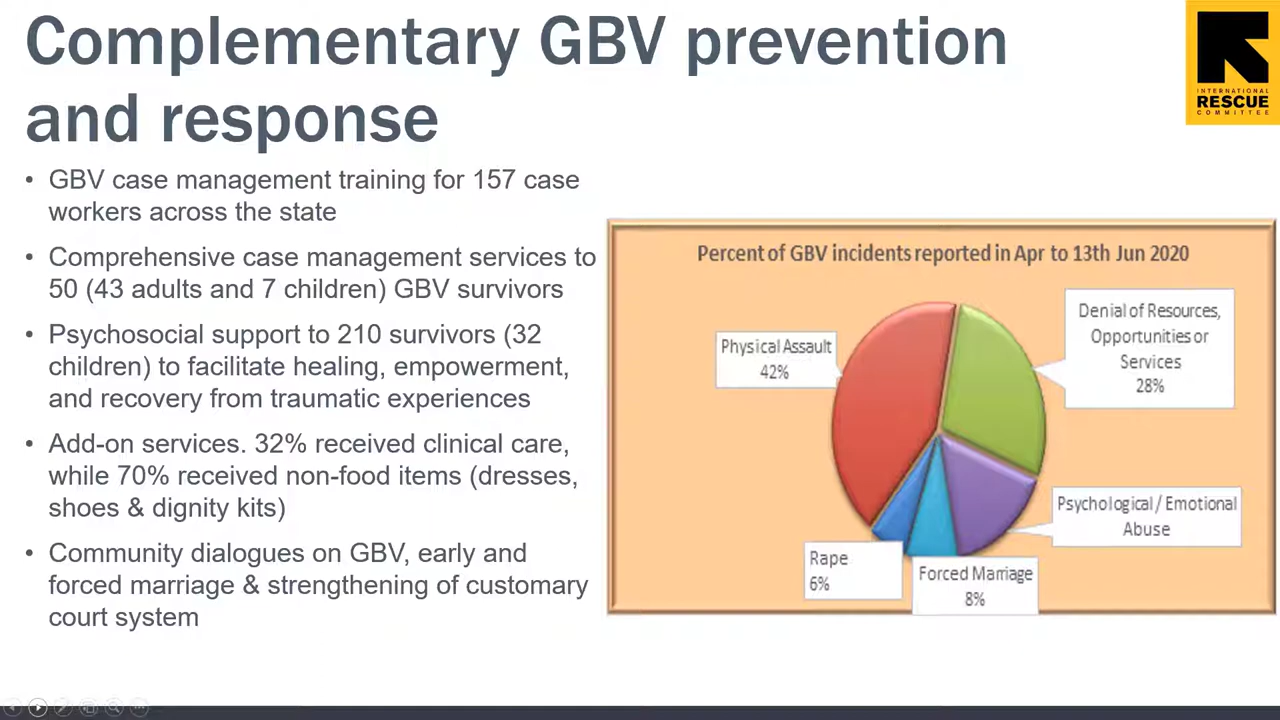 Complementary GBV prevention
and response
INTERNATIONAL
RESCUE
COMMITTEE
• GBV case management training for 157 case
workers across the state
• Comprehensive case management services to
50 (43 adults and 7 children) GBV survivors
• Psychosocial support to 210 survivors (32
children) to facilitate healing, empowerment,
and recovery from traumatic experiences
• Add-on services. 32% received clinical care,
while 70% received non-food items (dresses,
shoes & dignity kits)
• Community dialogues on GBV, early and
forced marriage & strengthening of customary
court system
Percent of GBV incidents reported in Apr to 13th Jun 2020
Physical Assault
42%
Denial of Resources,
Opportunities or
Services
28%
Psychological / Emotional
Abuse
Forced Marriage
8%
Rape
6%